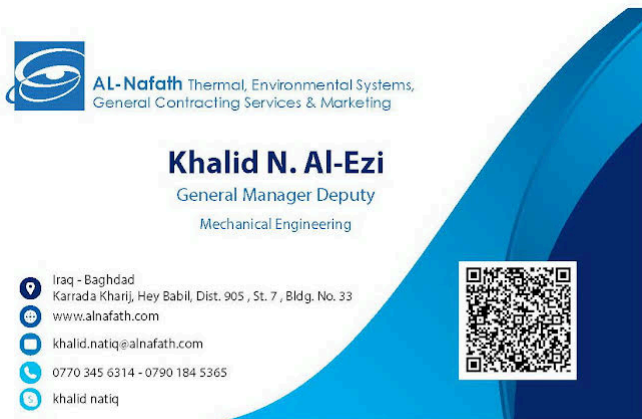 AL-Nafath Thermal, Environmental Systems,
General Contracting Services & Marketing
Khalid N. Al-Ezi
General Manager Deputy
Mechanical Engineering
Iraq - Baghdad
Karrada Kharij, Hey Babil, Dist. 905 , St. 7 , Bldg. No. 33
www.alnafath.com
khalid.natiq@alnafath.com
0770 345 6314 - 0790 184 5365
khalid natiq